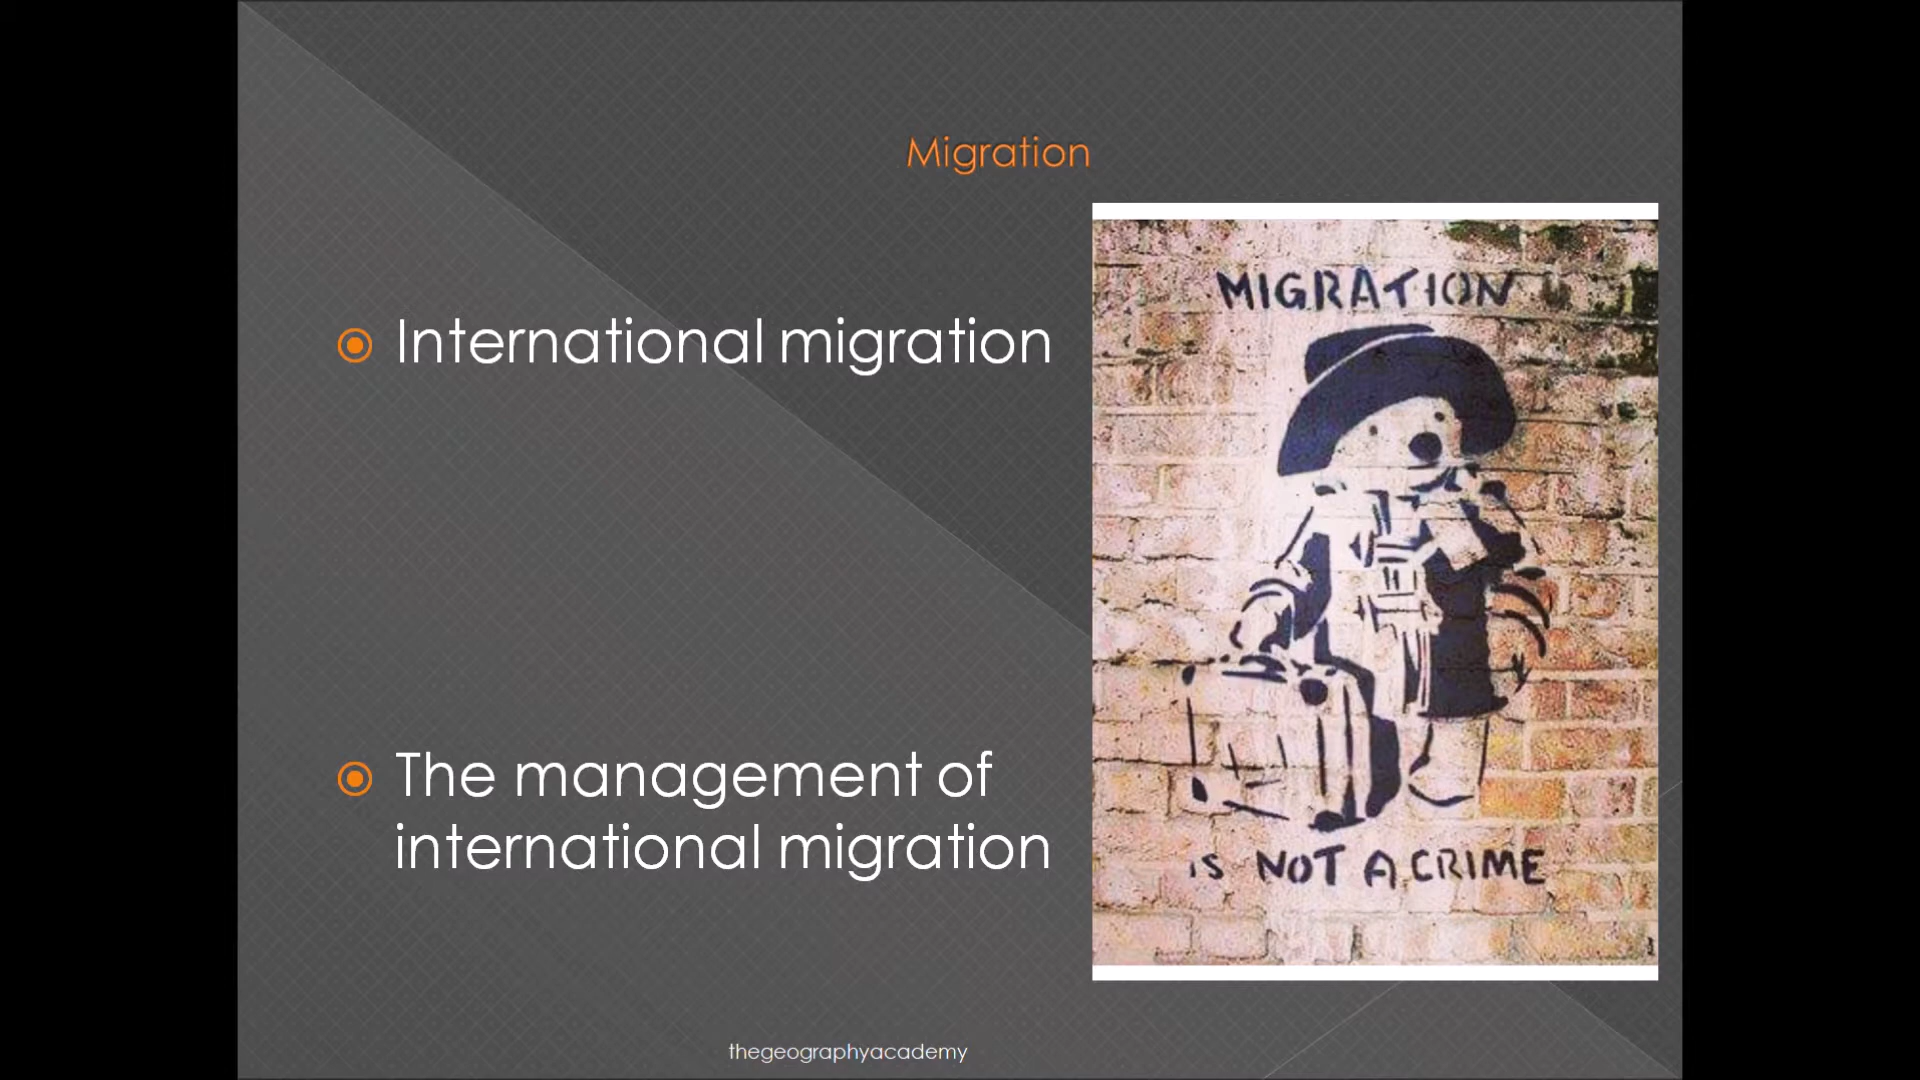 Migration
International migration
The management of
international migration
MIGRATION
IS NOT A CRIME
thegeographyacademy